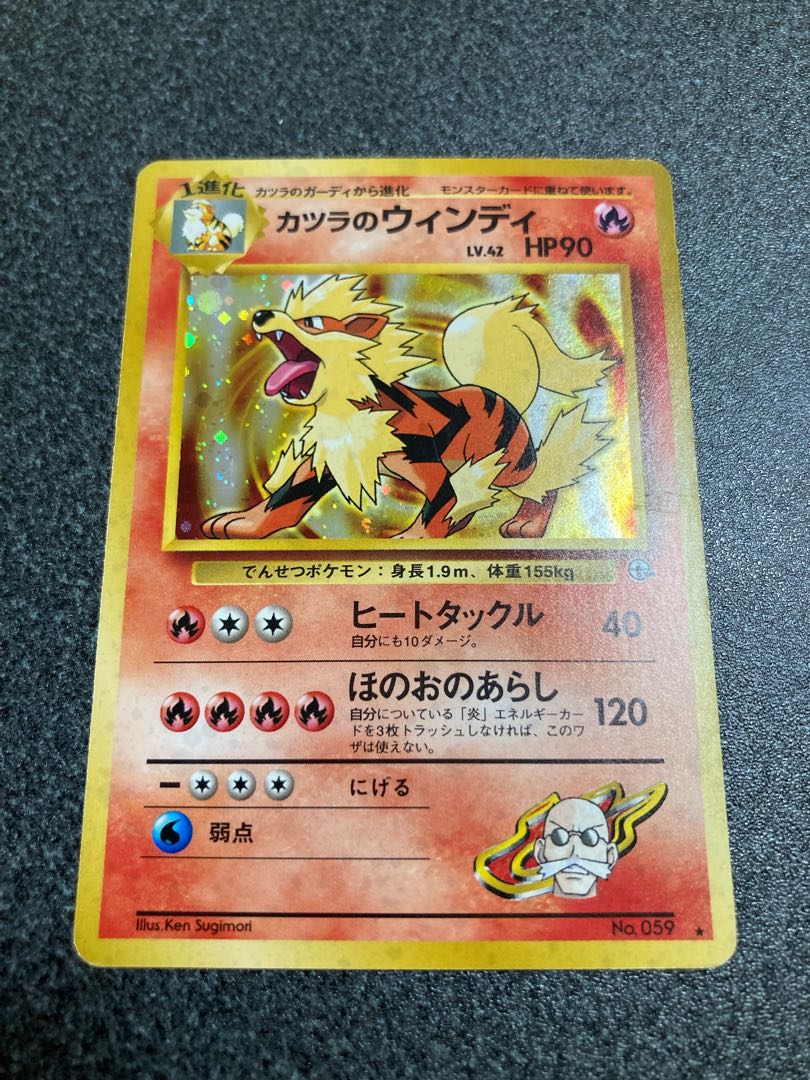 1進化 カツラのガーディから進化 モンスターカードに重ねて使います。
カツラのウィンディ
LV.42 HP90
でんせつポケモン：身長1.9m、体重155kg
ヒートタックル 40
自分にも10ダメージ。
ほのおのあらし 120
自分についている「炎」エネルギーカー
ドを3枚トラッシュしなければ、このワ
ザは使えない。
にげる
弱点
Illus. Ken Sugimori No. 059 ★